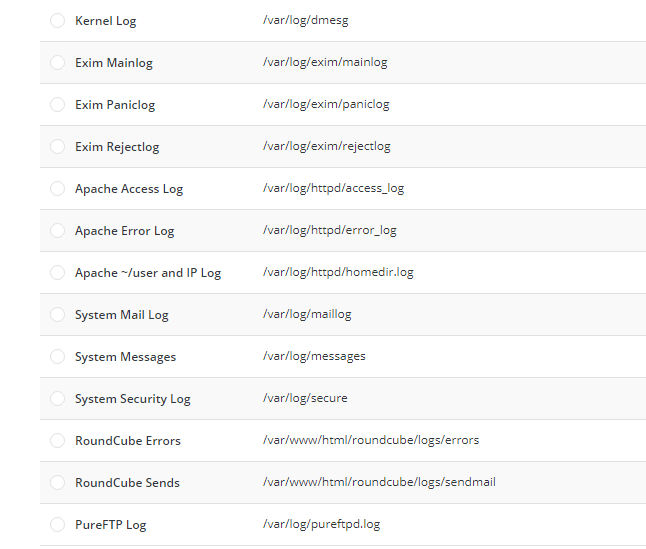 Kernel Log /var/log/dmesg
Exim Mainlog /var/log/exim/mainlog
Exim Paniclog /var/log/exim/paniclog
Exim Rejectlog /var/log/exim/rejectlog
Apache Access Log /var/log/httpd/access_log
Apache Error Log /var/log/httpd/error_log
Apache ~/user and IP Log /var/log/httpd/homedir.log
System Mail Log /var/log/maillog
System Messages /var/log/messages
System Security Log /var/log/secure
RoundCube Errors /var/www/html/roundcube/logs/errors
RoundCube Sends /var/www/html/roundcube/logs/sendmail
PureFTP Log /var/log/pureftpd.log